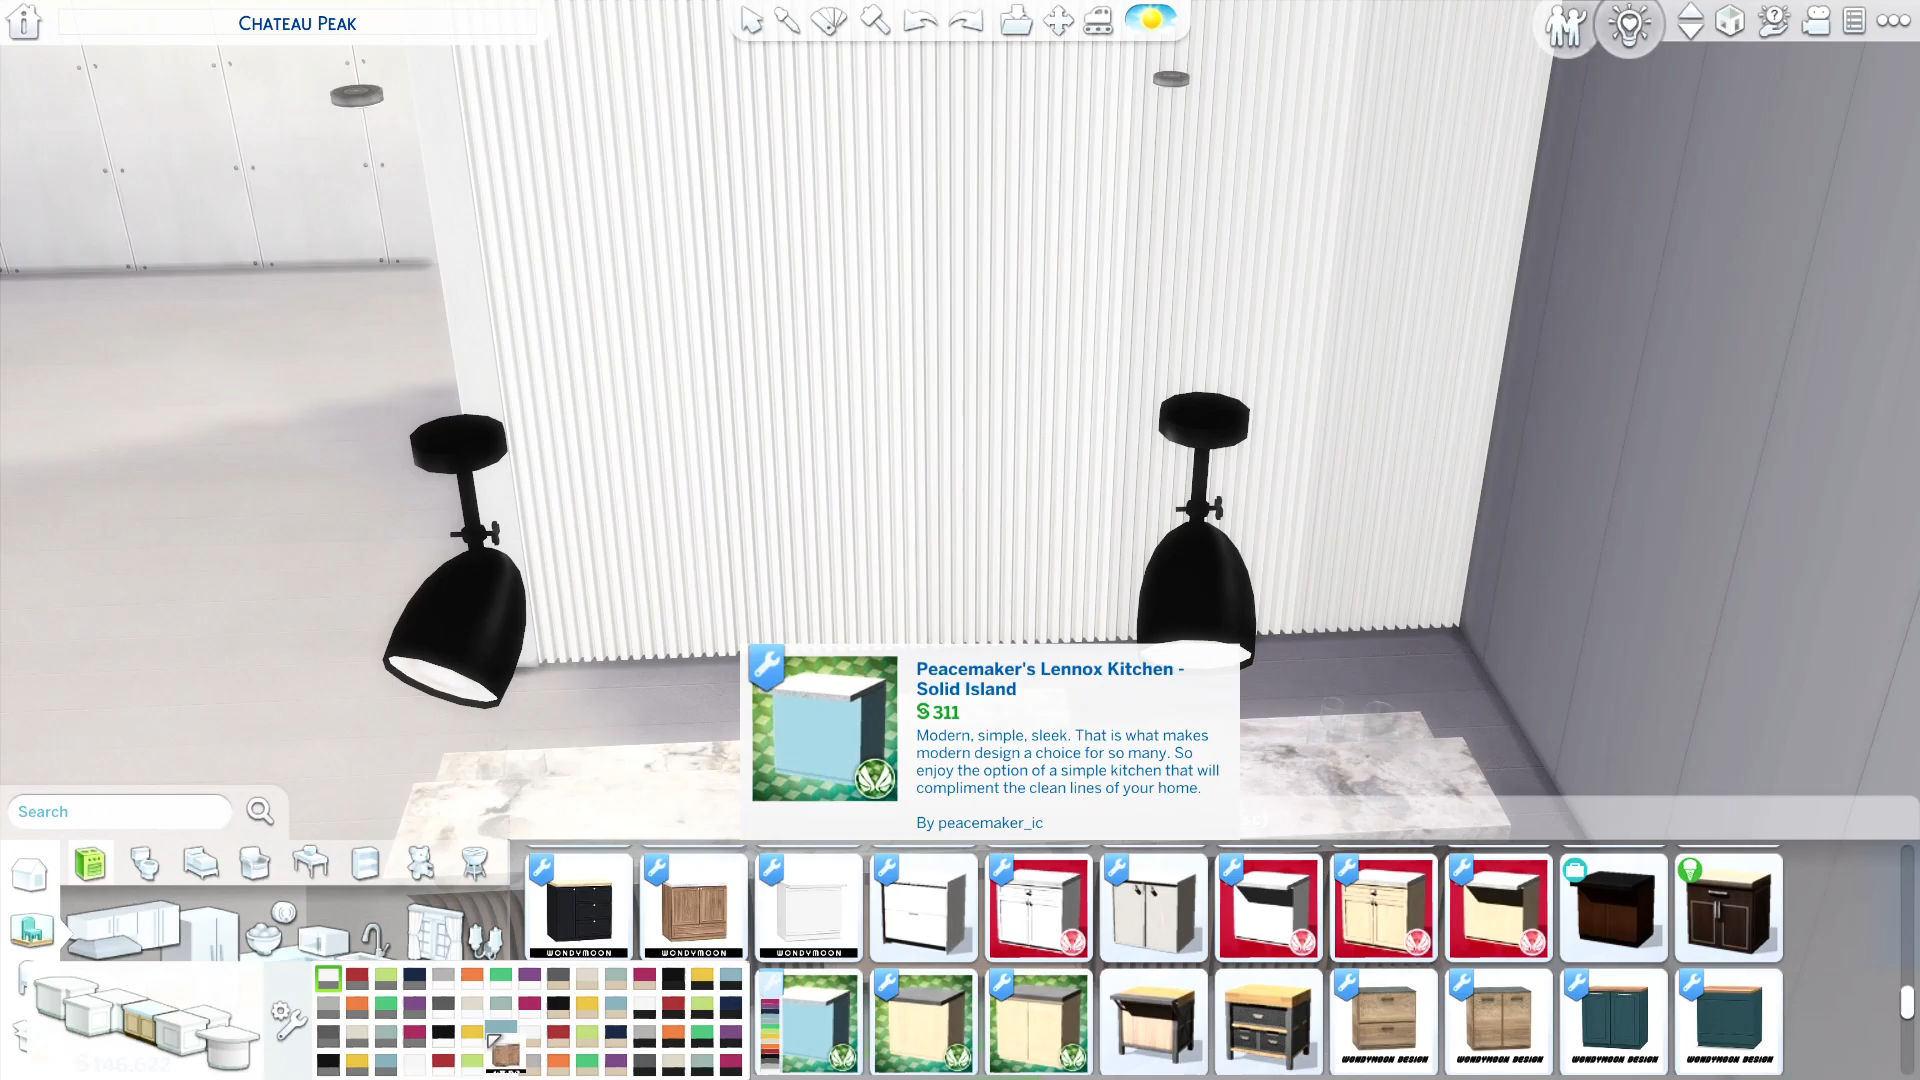 CHATEAU PEAK
Peacemaker's Lennox Kitchen -
Solid Island
§311
Modern, simple, sleek. That is what makes
modern design a choice for so many. So
enjoy the option of a simple kitchen that will
compliment the clean lines of your home.
By peacemaker_ic
Search
WONDYMOON
WONDYMOON
WONDYMOON
§146,622
WONDYMOON DESIGN
WONDYMOON DESIGN
WONDYMOON DESIGN
WONDYMOON DESIGN